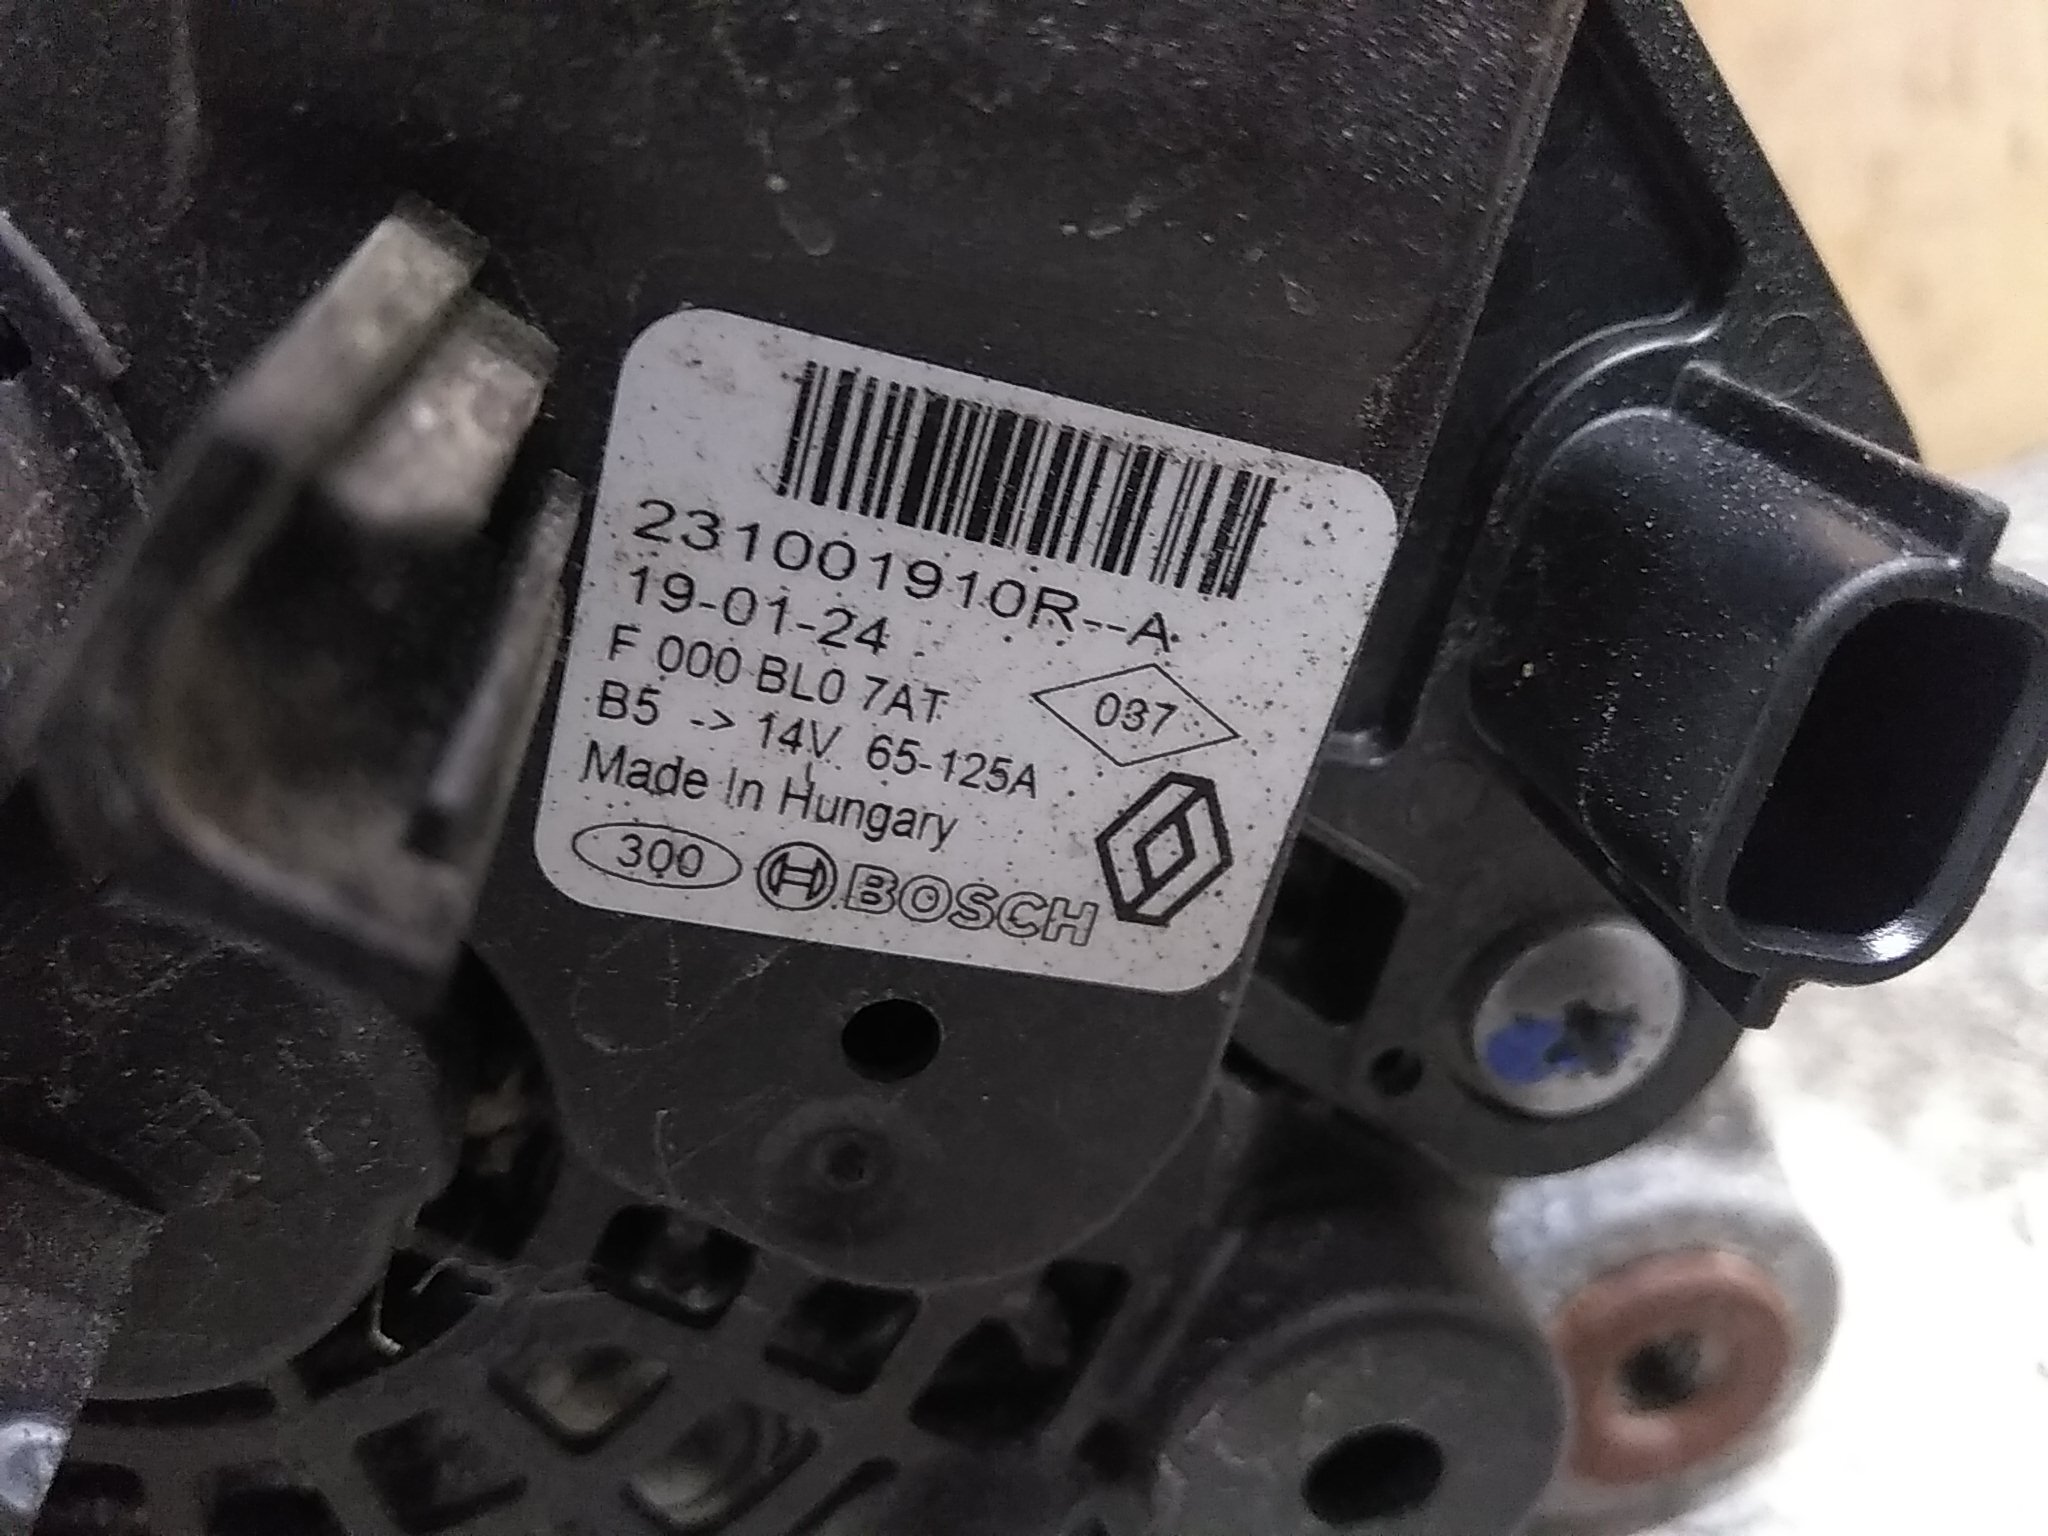 231001910R--A
19-01-24
F 000 BL0 7AT
037
B5 -> 14V 65-125A
Made In Hungary
300 BOSCH